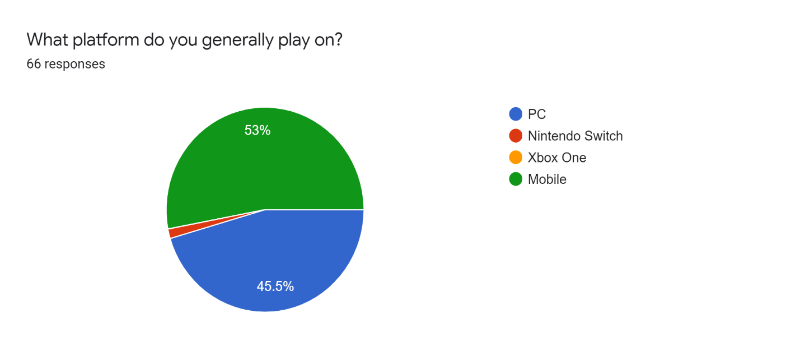 What platform do you generally play on?
66 responses
53%
45.5%
PC
Nintendo Switch
Xbox One
Mobile